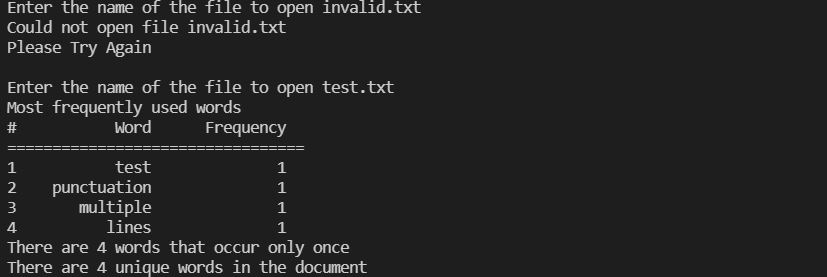 Enter the name of the file to open invalid.txt
Could not open file invalid.txt
Please Try Again

Enter the name of the file to open test.txt
Most frequently used words
#           Word      Frequency
=================================
1           test              1
2    punctuation              1
3       multiple              1
4          lines              1
There are 4 words that occur only once
There are 4 unique words in the document